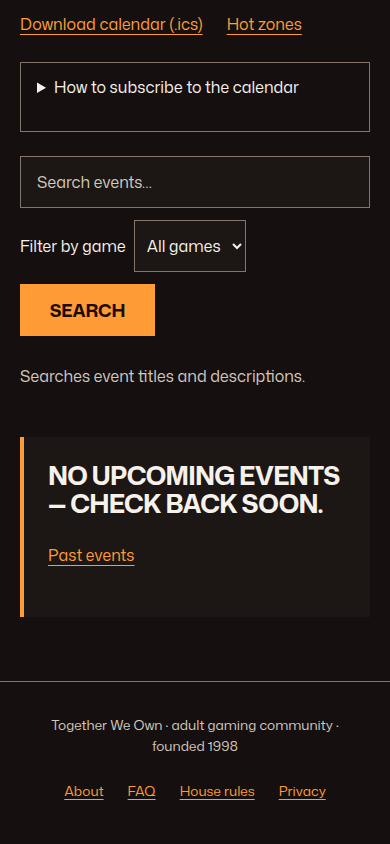 Download calendar (.ics) Hot zones
How to subscribe to the calendar
Search events...
Filter by game All games
SEARCH
Searches event titles and descriptions.
NO UPCOMING EVENTS
— CHECK BACK SOON.
Past events
Together We Own · adult gaming community ·
founded 1998
About FAQ House rules Privacy